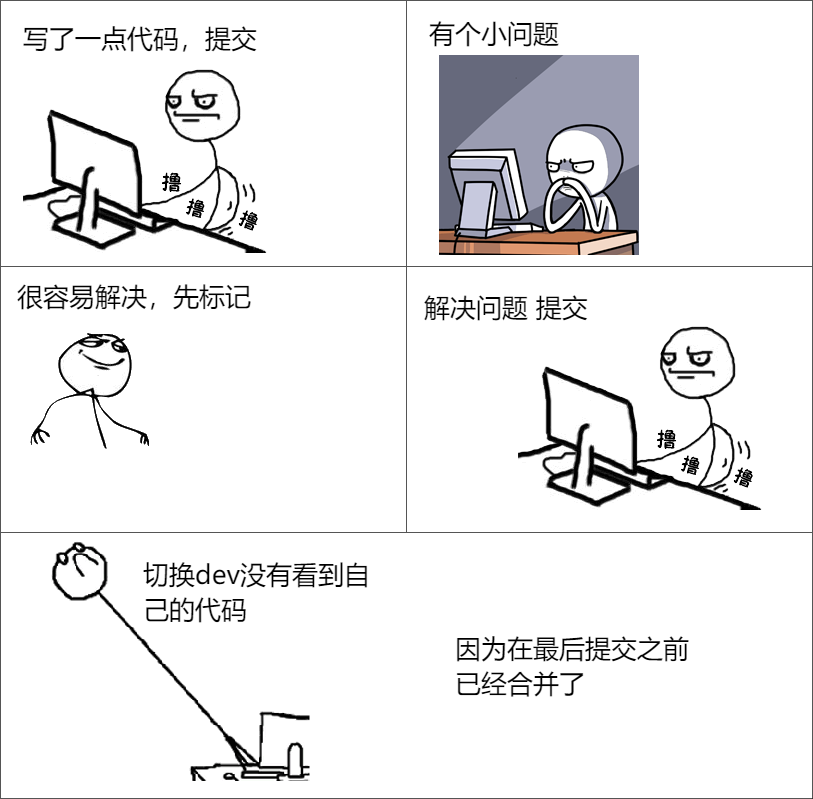 写了一点代码，提交
撸
撸
撸
有个小问题
很容易解决，先标记
解决问题 提交
撸
撸
撸
切换dev没有看到自
己的代码
因为在最后提交之前
已经合并了